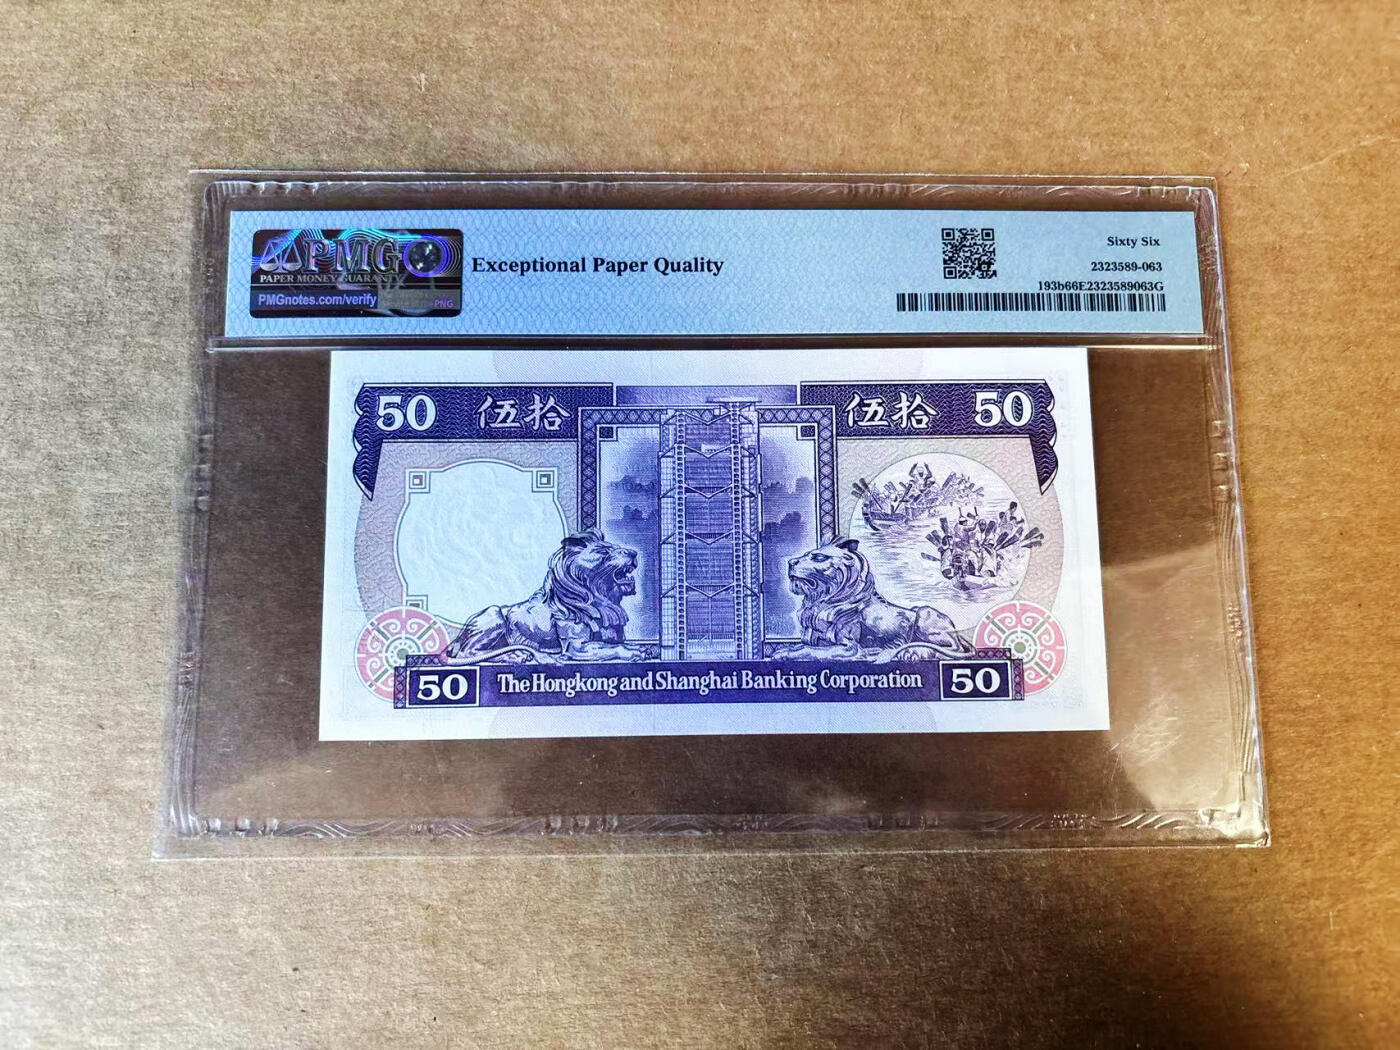 PMG
PAPER MONEY GUARANTY
PMGnotes.com/verify
PNG
Exceptional Paper Quality
Sixty Six
2323589-063
193b66E2323589063G
50 伍拾 伍拾 50
50 The Hongkong and Shanghai Banking Corporation 50